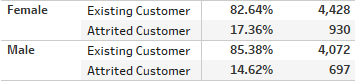 Female Existing Customer 82.64% 4,428
Attrited Customer 17.36% 930
Male Existing Customer 85.38% 4,072
Attrited Customer 14.62% 697